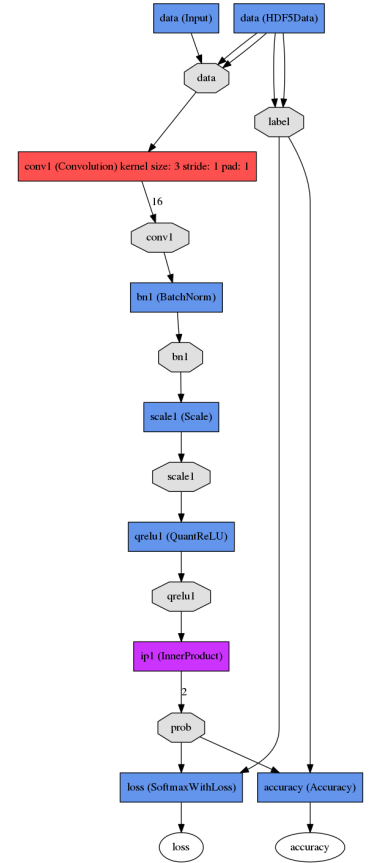 data (Input)
data (HDF5Data)
data
label
conv1 (Convolution) kernel size: 3 stride: 1 pad: 1
16
conv1
bn1 (BatchNorm)
bn1
scale1 (Scale)
scale1
qrelu1 (QuantReLU)
qrelu1
ip1 (InnerProduct)
2
prob
loss (SoftmaxWithLoss)
accuracy (Accuracy)
loss
accuracy